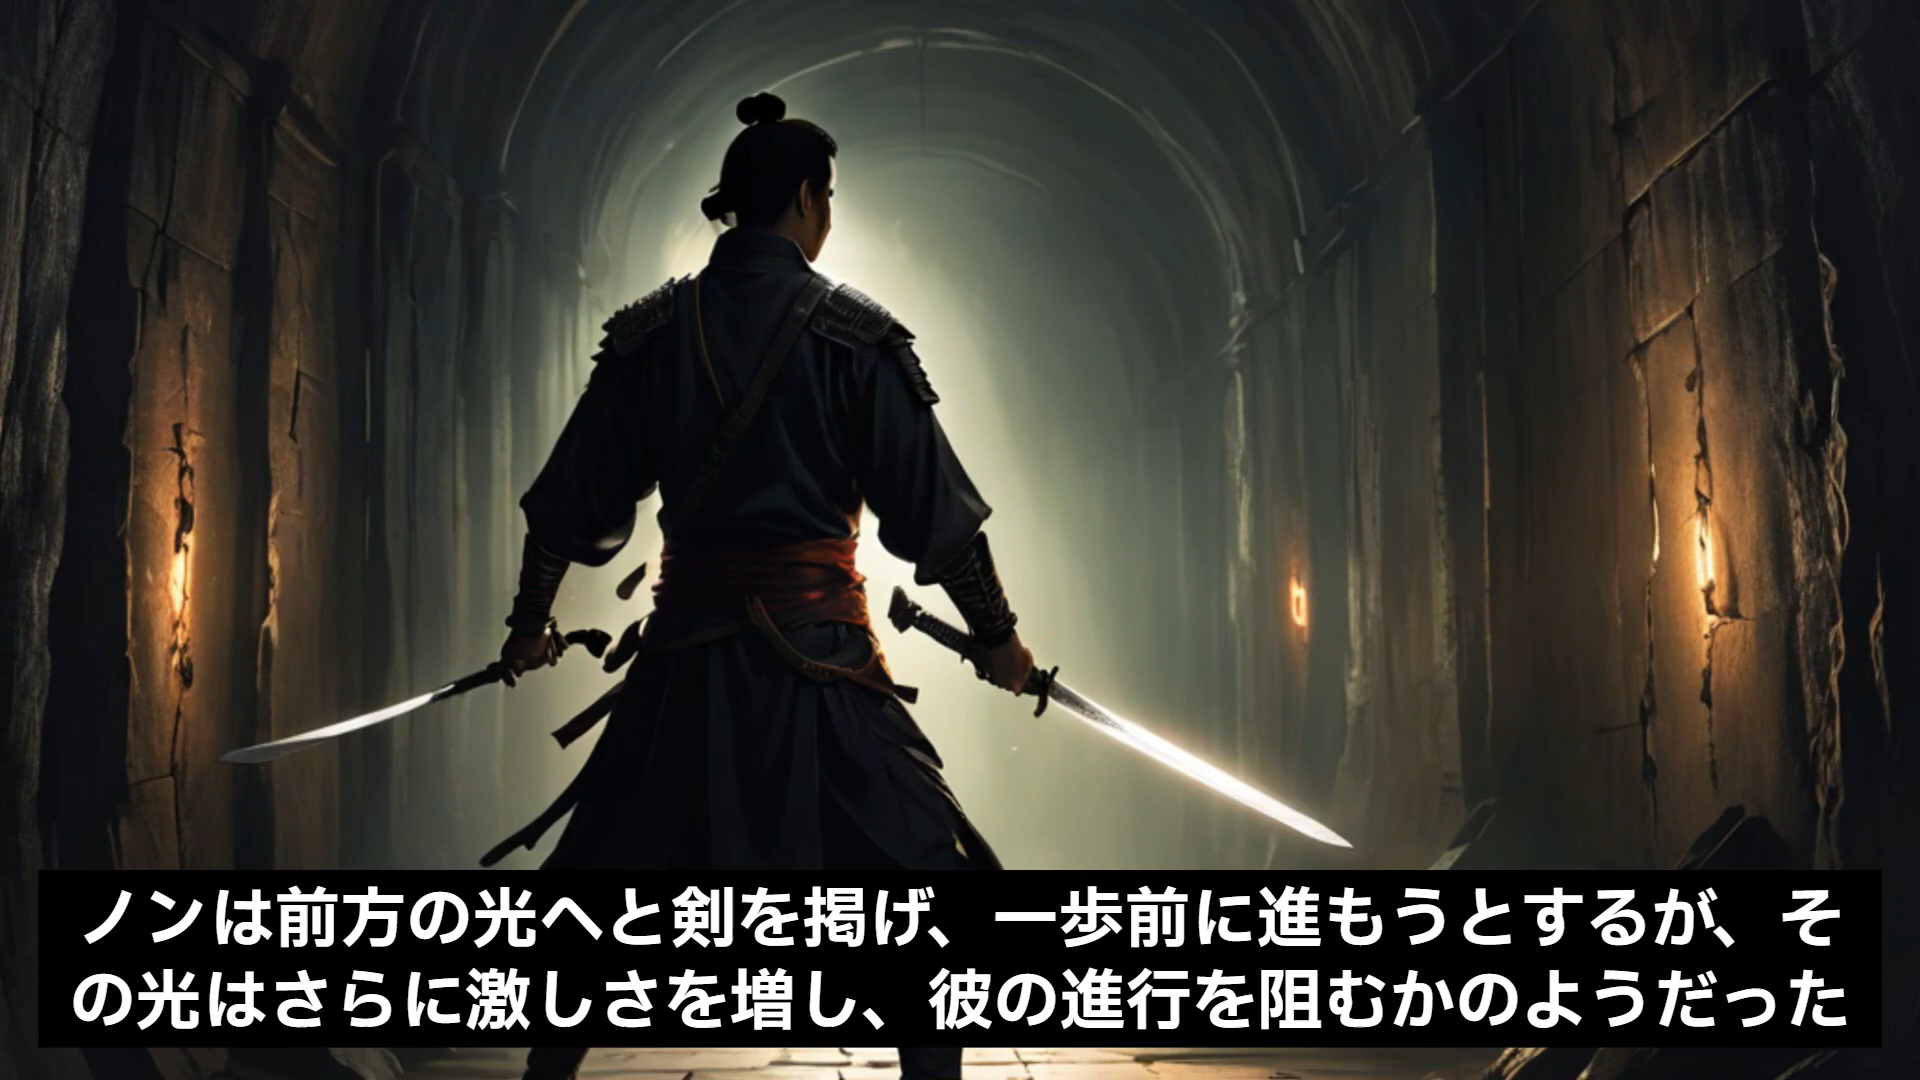 ノンは前方の光へと剣を掲げ、一歩前に進もうとするが、そ
の光はさらに激しさを増し、彼の進行を阻むかのようだった